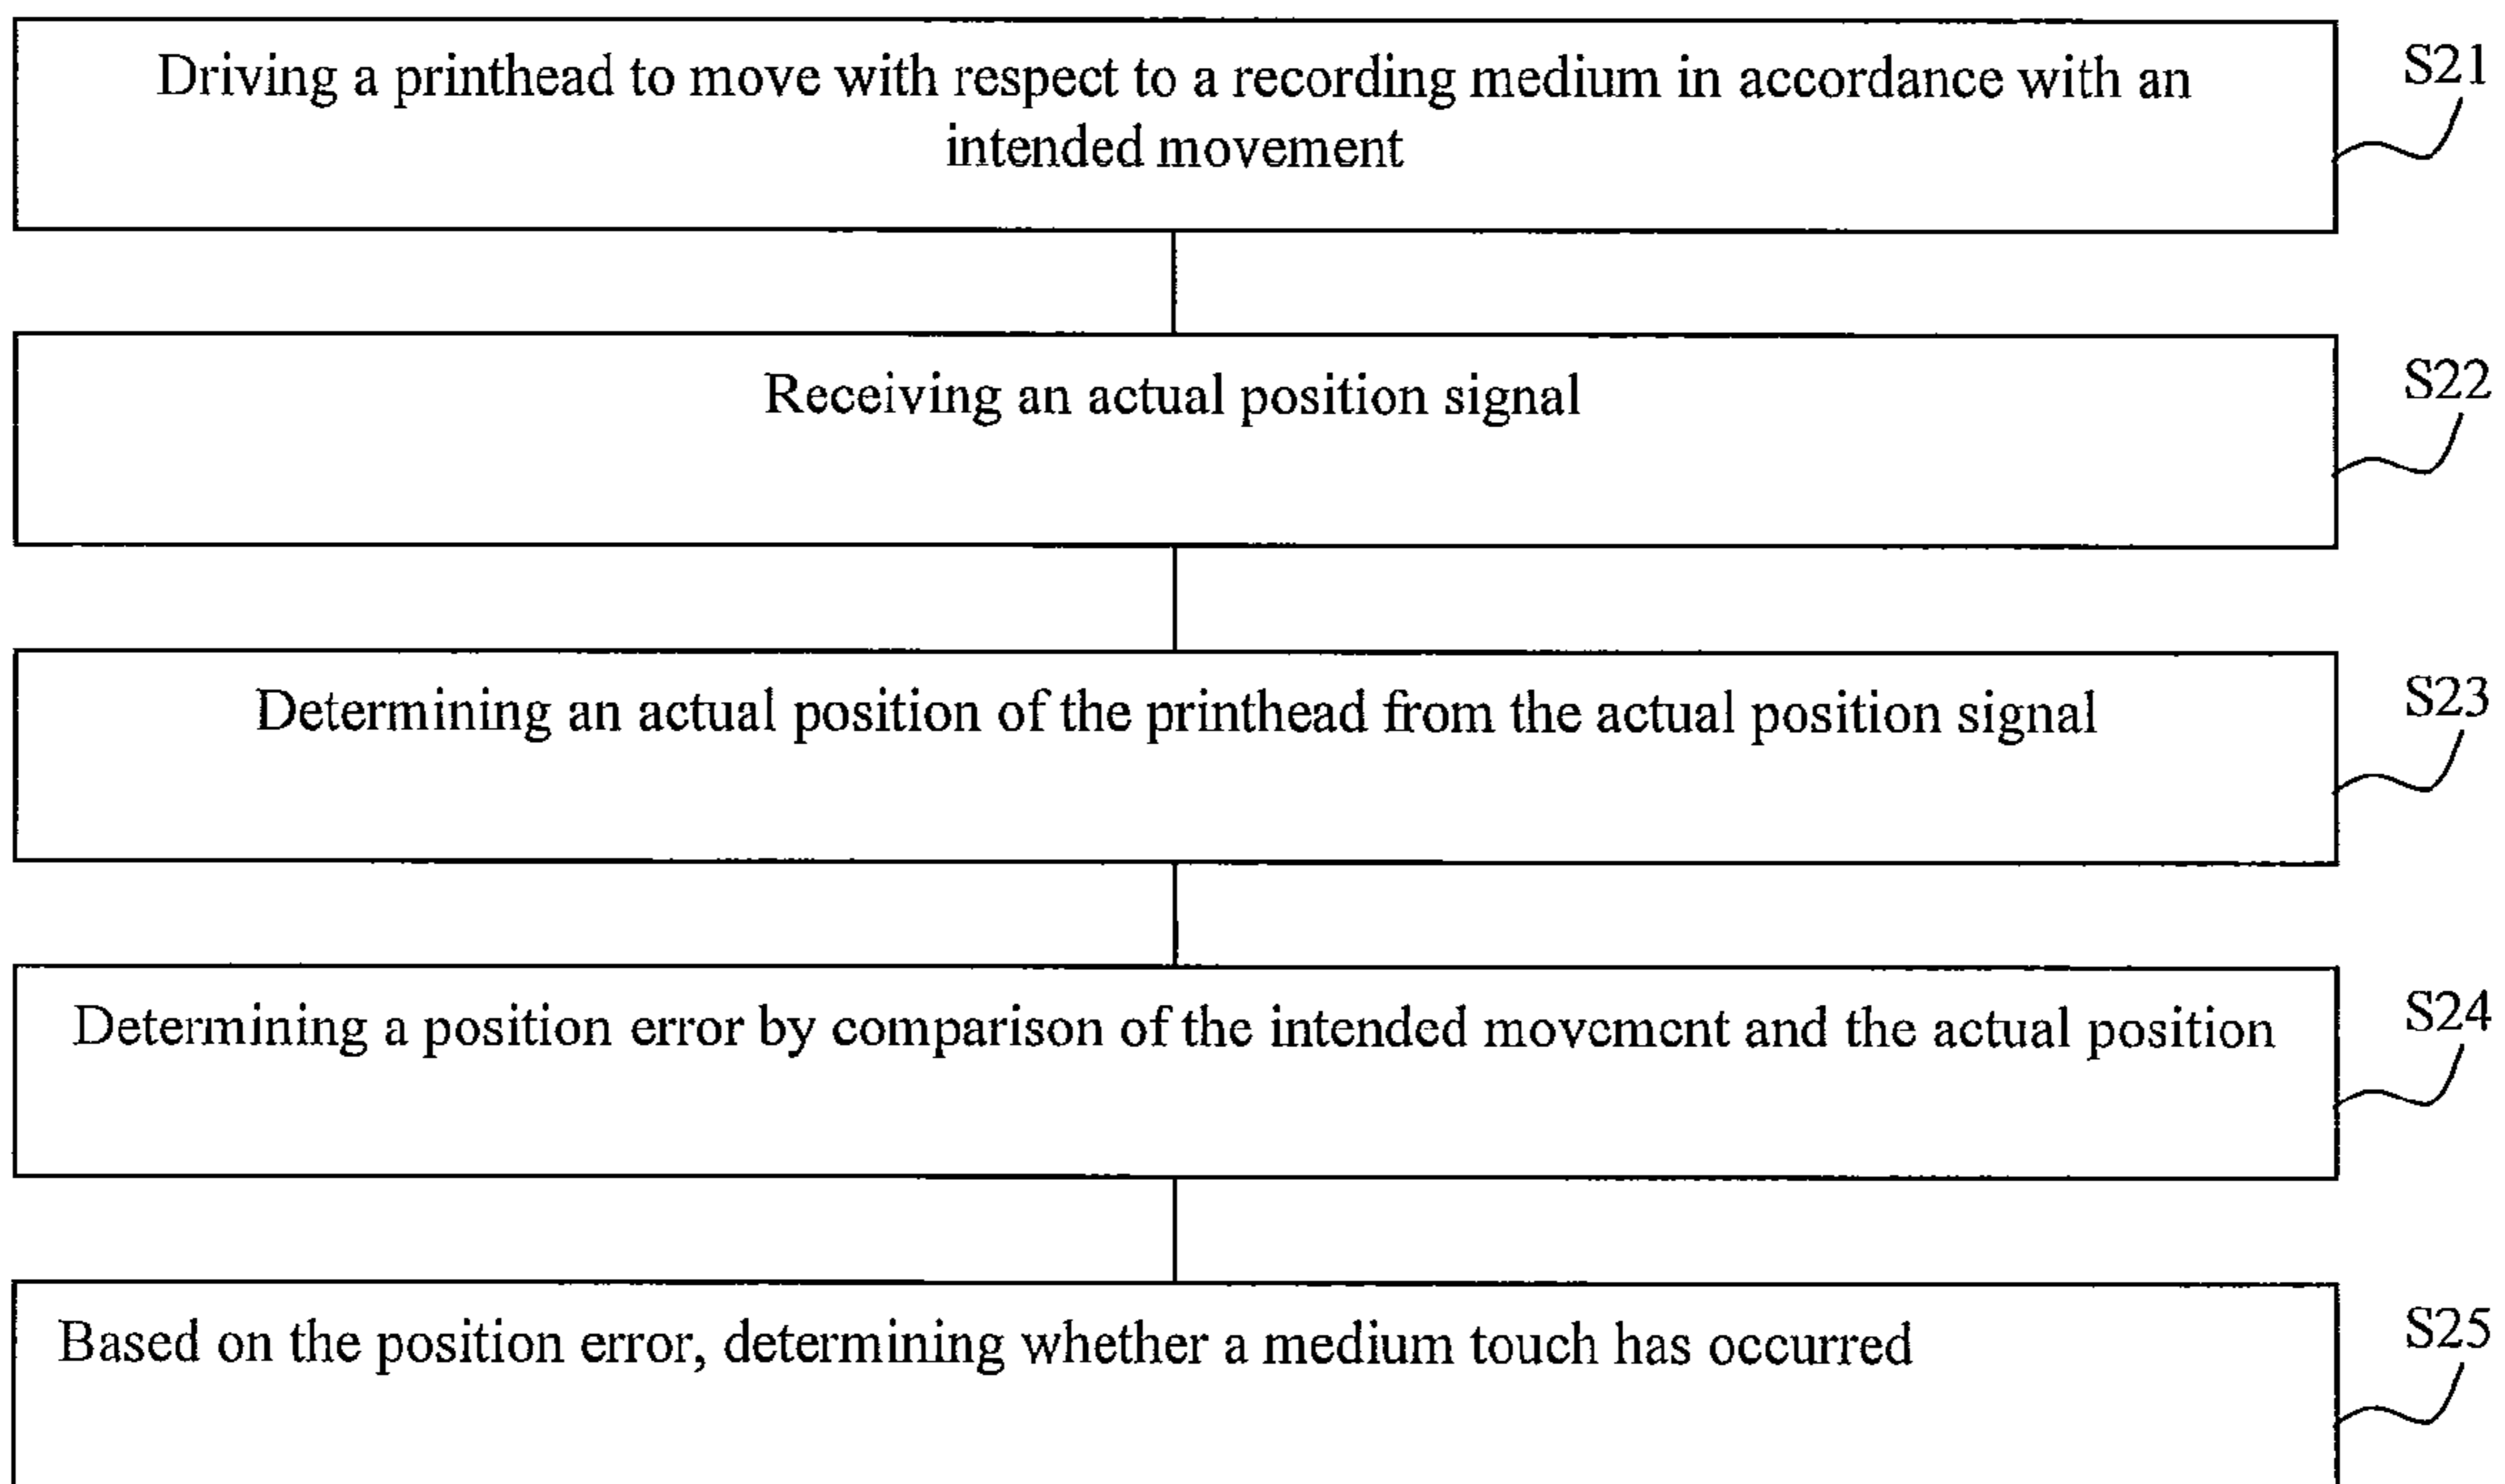 Driving a printhead to move with respect to a recording medium in accordance with an
intended movement
S21
Receiving an actual position signal
S22
Determining an actual position of the printhead from the actual position signal
S23
Determining a position error by comparison of the intended movement and the actual position
S24
Based on the position error, determining whether a medium touch has occurred
S25